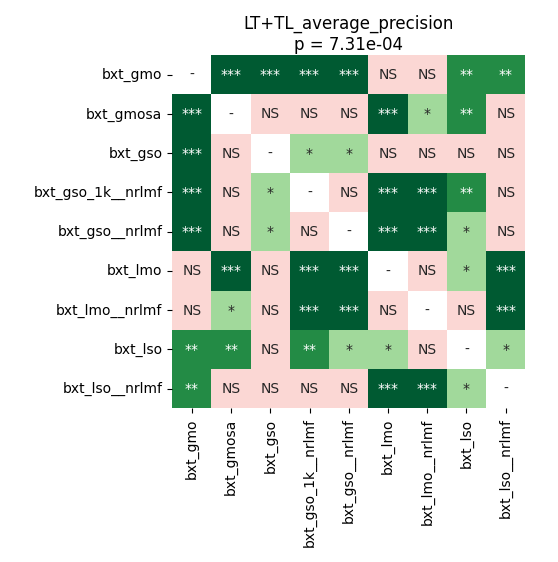 LT+TL_average_precision
p = 7.31e-04
bxt_gmo - *** *** *** *** NS NS ** **
bxt_gmosa *** - NS NS NS *** * ** NS
bxt_gso *** NS - * * NS NS NS NS
bxt_gso_1k__nrlmf *** NS * - NS *** *** ** NS
bxt_gso__nrlmf *** NS * NS - *** *** * NS
bxt_lmo NS *** NS *** *** - NS * ***
bxt_lmo__nrlmf NS * NS *** *** NS - NS ***
bxt_lso ** ** NS ** * * NS - *
bxt_lso__nrlmf ** NS NS NS NS *** *** * -
bxt_gmo
bxt_gmosa
bxt_gso
bxt_gso_1k__nrlmf
bxt_gso__nrlmf
bxt_lmo
bxt_lmo__nrlmf
bxt_lso
bxt_lso__nrlmf